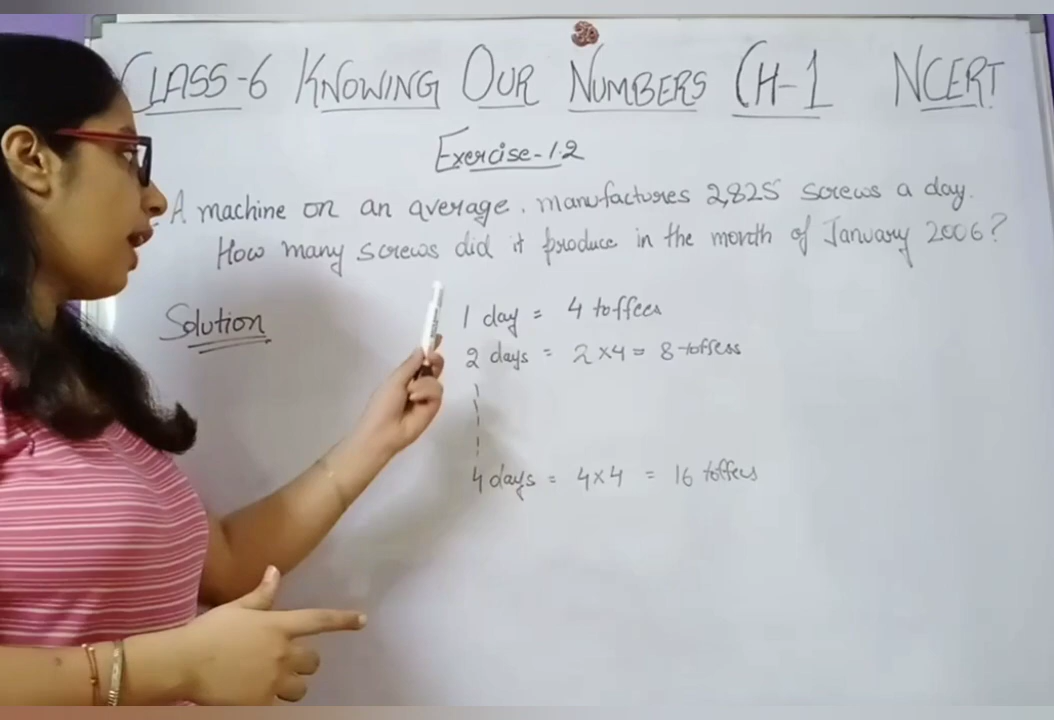 CLASS-6 KNOWING OUR NUMBERS CH-1 NCERT
Exercise-1.2
A machine on an average, manufactures 2,825 screws a day.
How many screws did it produce in the month of January 2006?
Solution
1 day = 4 toffees
2 days = 2×4 = 8 toffess
4 days = 4×4 = 16 toffees